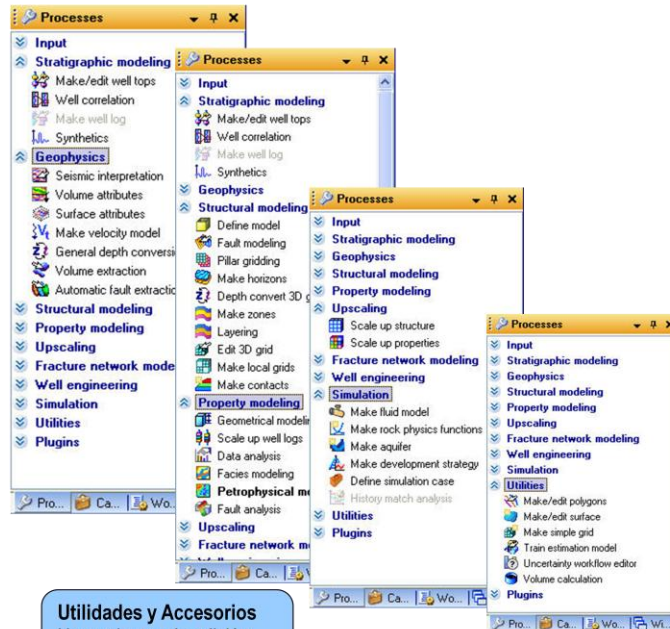 Processes
Input
Stratigraphic modeling
Make/edit well tops
Well correlation
Make well log
Synthetics
Geophysics
Seismic interpretation
Volume attributes
Surface attributes
Make velocity model
General depth conversi
Volume extraction
Automatic fault extractic
Structural modeling
Property modeling
Upscaling
Fracture network mode
Well engineering
Simulation
Utilities
Plugins
Pro... Ca... Wo...
Processes
Input
Stratigraphic modeling
Make/edit well tops
Well correlation
Make well log
Synthetics
Geophysics
Structural modeling
Define model
Fault modeling
Pillar gridding
Make horizons
Depth convert 3D g
Make zones
Layering
Edit 3D grid
Make local grids
Make contacts
Property modeling
Geometrical modelin
Scale up well logs
Data analysis
Facies modeling
Petrophysical mo
Fault analysis
Upscaling
Fracture network m
Pro... Ca...
Processes
Input
Stratigraphic modeling
Geophysics
Structural modeling
Property modeling
Upscaling
Scale up structure
Scale up properties
Fracture network modeling
Well engineering
Simulation
Make fluid model
Make rock physics functions
Make aquifer
Make development strategy
Define simulation case
History match analysis
Utilities
Plugins
Pro... Ca... Wo...
Processes
Input
Stratigraphic modeling
Geophysics
Structural modeling
Property modeling
Upscaling
Fracture network modeling
Well engineering
Simulation
Utilities
Make/edit polygons
Make/edit surface
Make simple grid
Train estimation model
Uncertainty workflow editor
Volume calculation
Plugins
Pro... Ca... Wo... Wi...
Utilidades y Accesorios